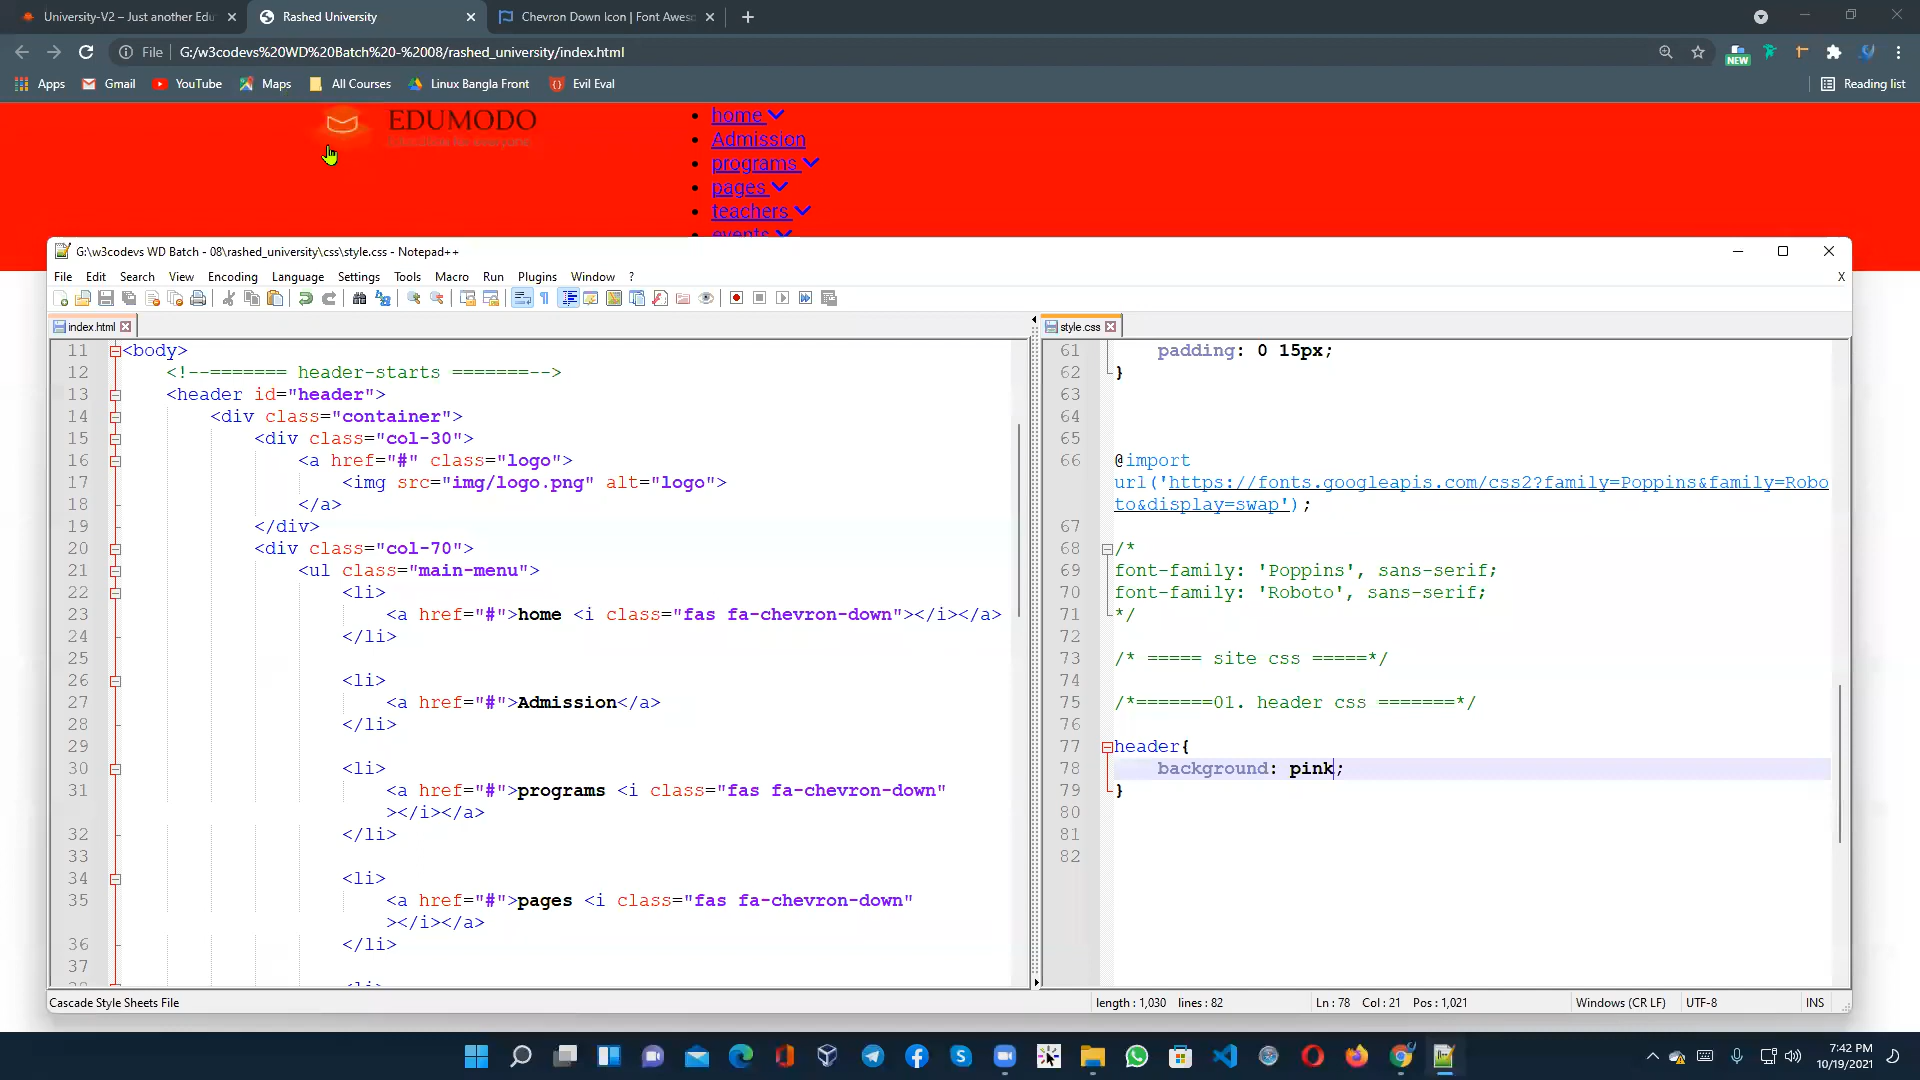 University-V2 – Just another Edu
Rashed University
Chevron Down Icon | Font Aweso
File
G:/w3codevs%20WD%20Batch%20-%2008/rashed_university/index.html
NEW
Apps
Gmail
YouTube
Maps
All Courses
Linux Bangla Front
Evil Eval
Reading list
EDUMODO
home
Admission
programs
pages
teachers
events
G:\w3codevs WD Batch - 08\rashed_university\css\style.css - Notepad++
File Edit Search View Encoding Language Settings Tools Macro Run Plugins Window ?
X
index.html
11 <body>
12 <!--======= header-starts =======-->
13 <header id="header">
14 <div class="container">
15 <div class="col-30">
16 <a href="#" class="logo">
17 <img src="img/logo.png" alt="logo">
18 </a>
19 </div>
20 <div class="col-70">
21 <ul class="main-menu">
22 <li>
23 <a href="#">home <i class="fas fa-chevron-down"></i></a>
24 </li>
25
26 <li>
27 <a href="#">Admission</a>
28 </li>
29
30 <li>
31 <a href="#">programs <i class="fas fa-chevron-down"
></i></a>
32 </li>
33
34 <li>
35 <a href="#">pages <i class="fas fa-chevron-down"
></i></a>
36 </li>
37
style.css
61 padding: 0 15px;
62 }
63
64
65
66 @import
url('https://fonts.googleapis.com/css2?family=Poppins&family=Robo
to&display=swap');
67
68 /*
69 font-family: 'Poppins', sans-serif;
70 font-family: 'Roboto', sans-serif;
71 */
72
73 /* ===== site css =====*/
74
75 /*=======01. header css =======*/
76
77 header{
78 background: pink;
79 }
80
81
82
Cascade Style Sheets File
length : 1,030 lines : 82
Ln : 78 Col : 21 Pos : 1,021
Windows (CR LF)
UTF-8
INS
7:42 PM
10/19/2021